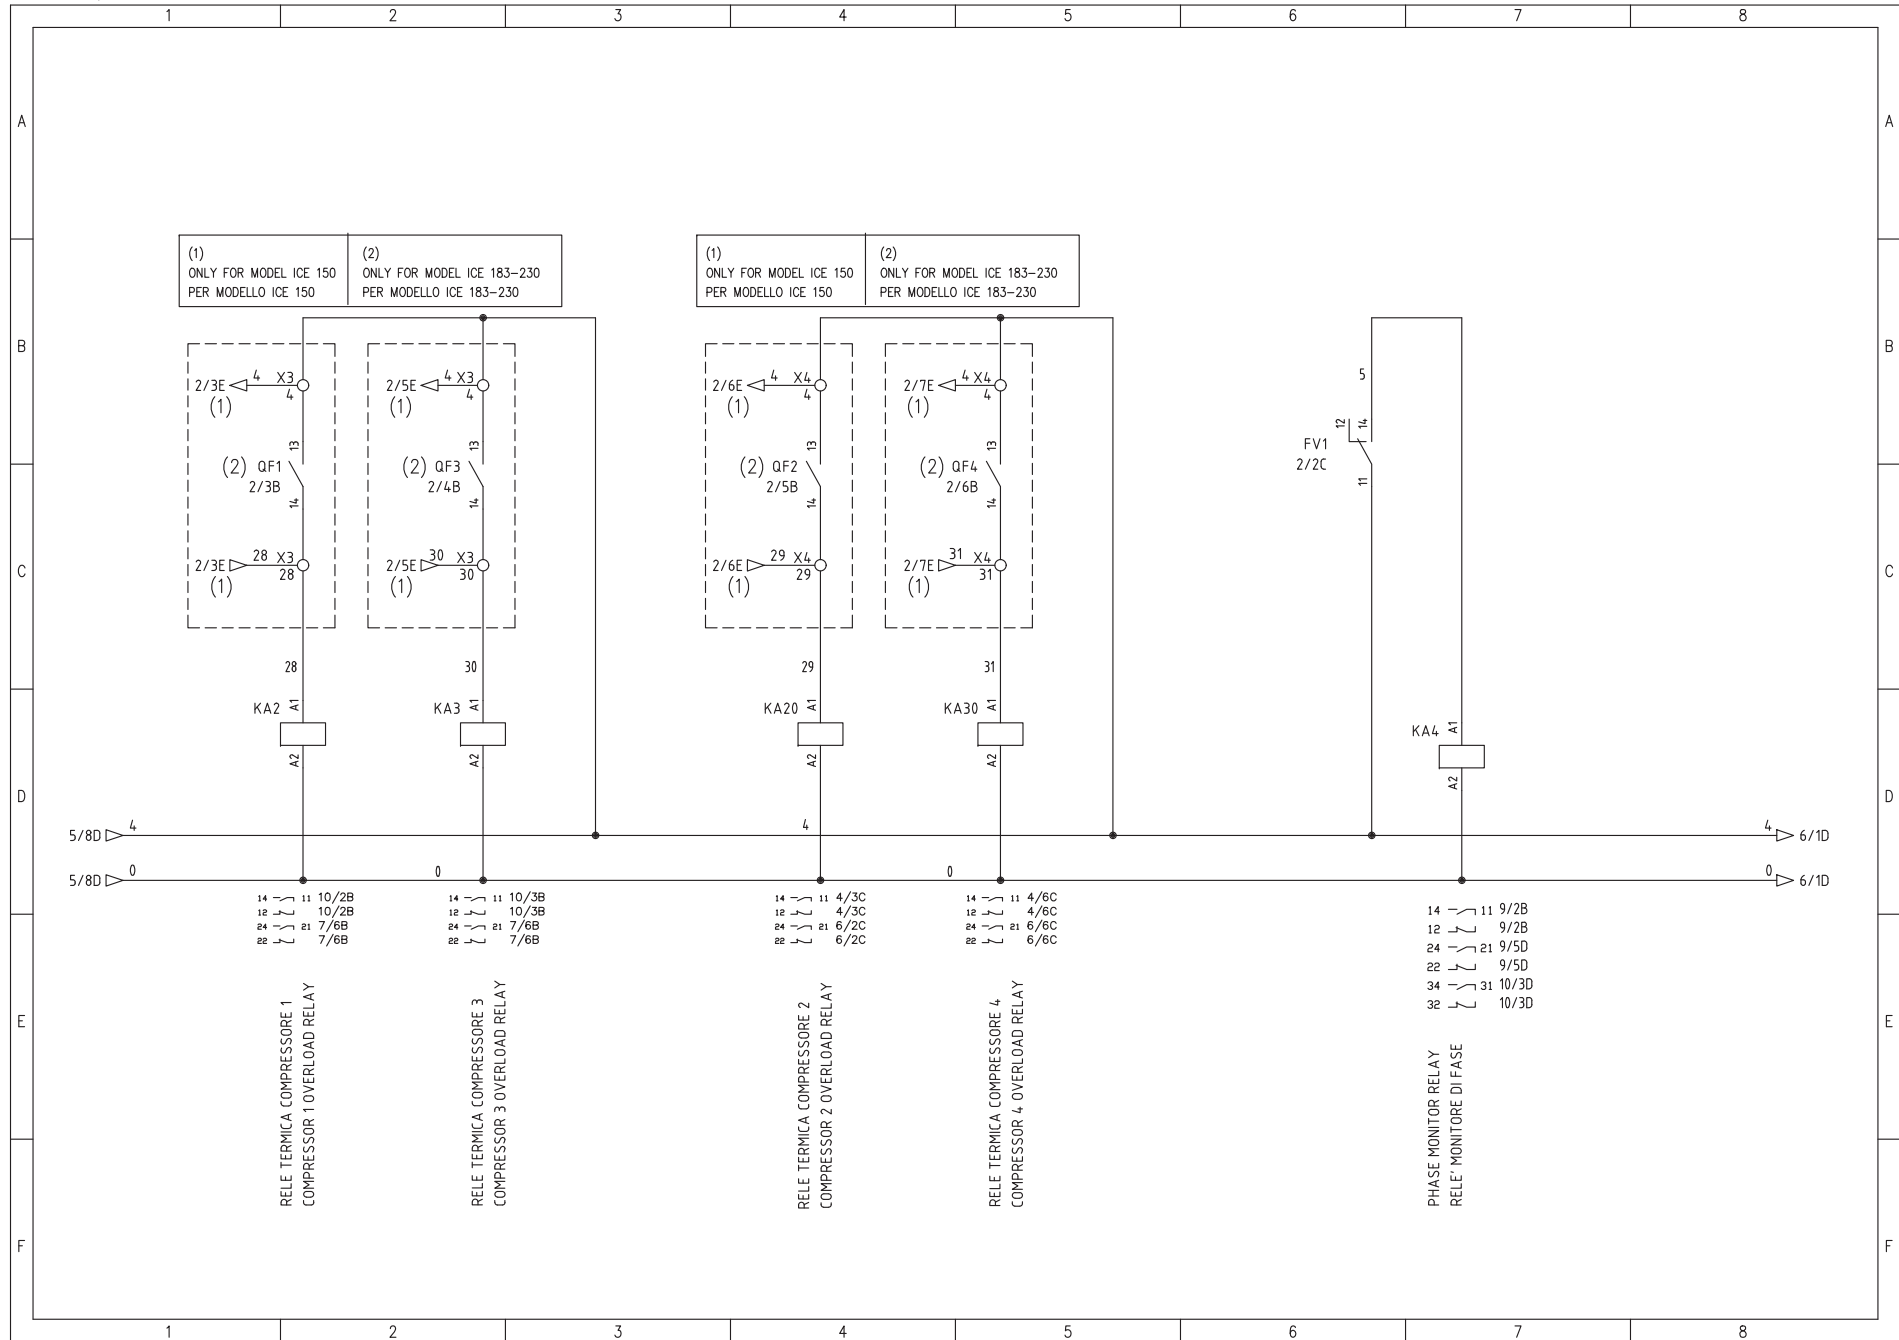 1 2 3 4 5 6 7 8
A A
(1) (2) (1) (2)
ONLY FOR MODEL ICE 150 ONLY FOR MODEL ICE 183-230 ONLY FOR MODEL ICE 150 ONLY FOR MODEL ICE 183-230
PER MODELLO ICE 150 PER MODELLO ICE 183-230 PER MODELLO ICE 150 PER MODELLO ICE 183-230
B B
5
2/3E 4 X3 2/5E 4 X3 2/6E 4 X4 2/7E 4 X4
4 4 4 4
(1) (1) (1) (1)
12 14
13 13 13 13 FV1
(2) QF1 (2) QF3 (2) QF2 (2) QF4 2/2C
2/3B 2/4B 2/5B 2/6B 11
14 14 14 14
2/3E 28 X3 2/5E 30 X3 2/6E 29 X4 2/7E 31 X4
C 28 30 29 31 C
(1) (1) (1) (1)
28 30 29 31
KA2 A1 KA3 A1 KA20 A1 KA30 A1
KA4 A1
A2 A2 A2 A2
A2
D D
5/8D 4 4 4 6/1D
5/8D 0 0 0 0 6/1D
14 11 10/2B 14 11 10/3B 14 11 4/3C 14 11 4/6C
12 10/2B 12 10/3B 12 4/3C 12 4/6C
24 21 7/6B 24 21 7/6B 24 21 6/2C 24 21 6/6C
22 7/6B 22 7/6B 22 6/2C 22 6/6C
14 11 9/2B
12 9/2B
24 21 9/5D
22 9/5D
34 31 10/3D
32 10/3D
E E
RELE TERMICA COMPRESSORE 1
COMPRESSOR 1 OVERLOAD RELAY
RELE TERMICA COMPRESSORE 3
COMPRESSOR 3 OVERLOAD RELAY
RELE TERMICA COMPRESSORE 2
COMPRESSOR 2 OVERLOAD RELAY
RELE TERMICA COMPRESSORE 4
COMPRESSOR 4 OVERLOAD RELAY
PHASE MONITOR RELAY
RELE' MONITORE DI FASE
F F
1 2 3 4 5 6 7 8